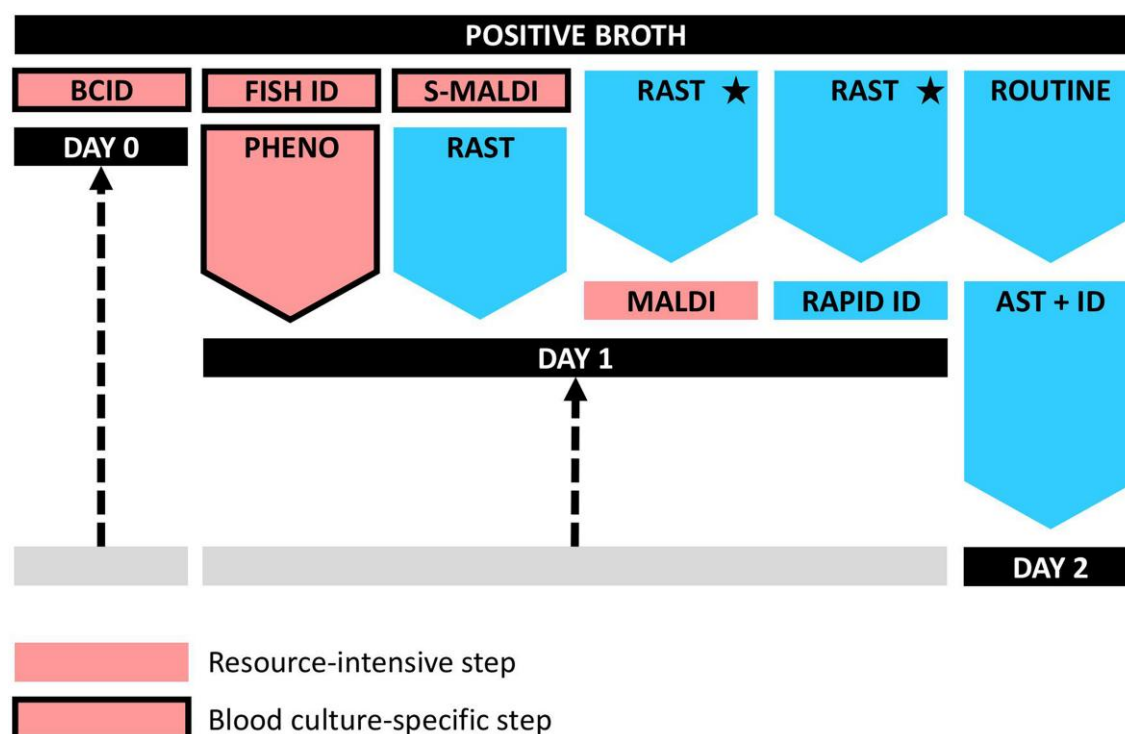 POSITIVE BROTH
BCID FISH ID S-MALDI RAST ★ RAST ★ ROUTINE
DAY 0 PHENO RAST
MALDI RAPID ID AST + ID
DAY 1
DAY 2
Resource-intensive step
Blood culture-specific step